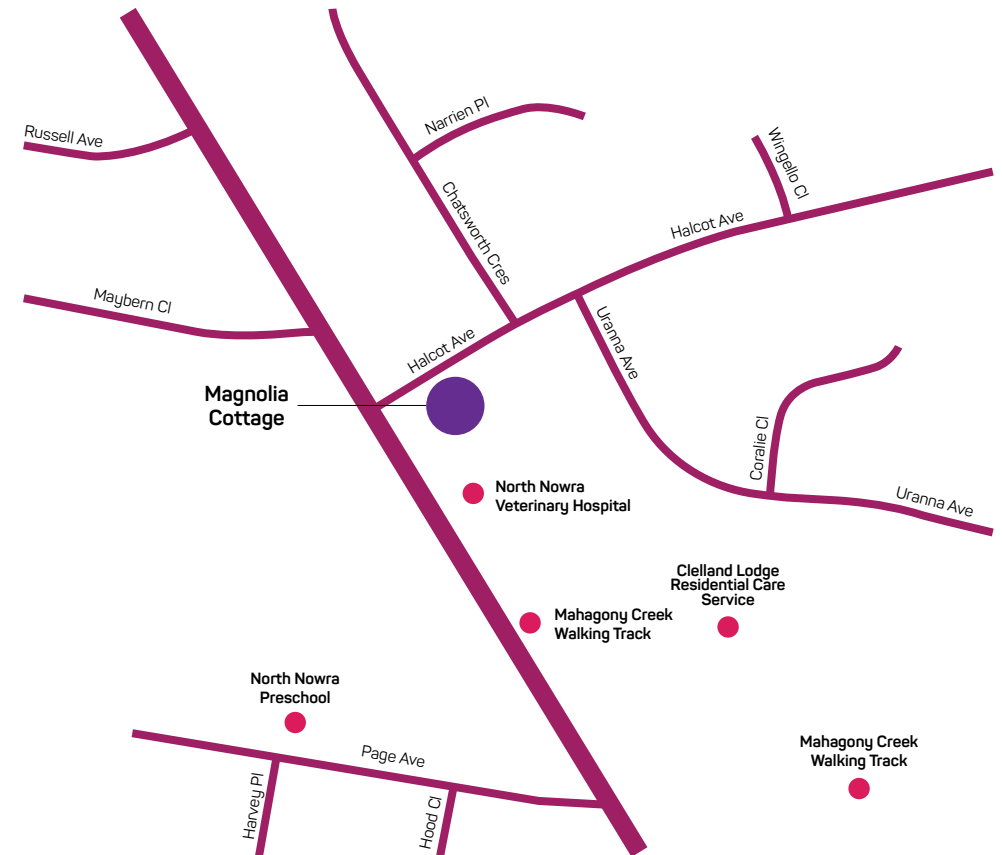 Narrien Pl
Russell Ave
Wingello Cl
Chatsworth Cres
Halcot Ave
Maybern Cl
Halcot Ave
Uranna Ave
Magnolia
Cottage
Coralie Cl
North Nowra
Veterinary Hospital
Uranna Ave
Clelland Lodge
Residential Care
Service
Mahagony Creek
Walking Track
North Nowra
Preschool
Page Ave
Mahagony Creek
Walking Track
Harvey Pl
Hood Cl